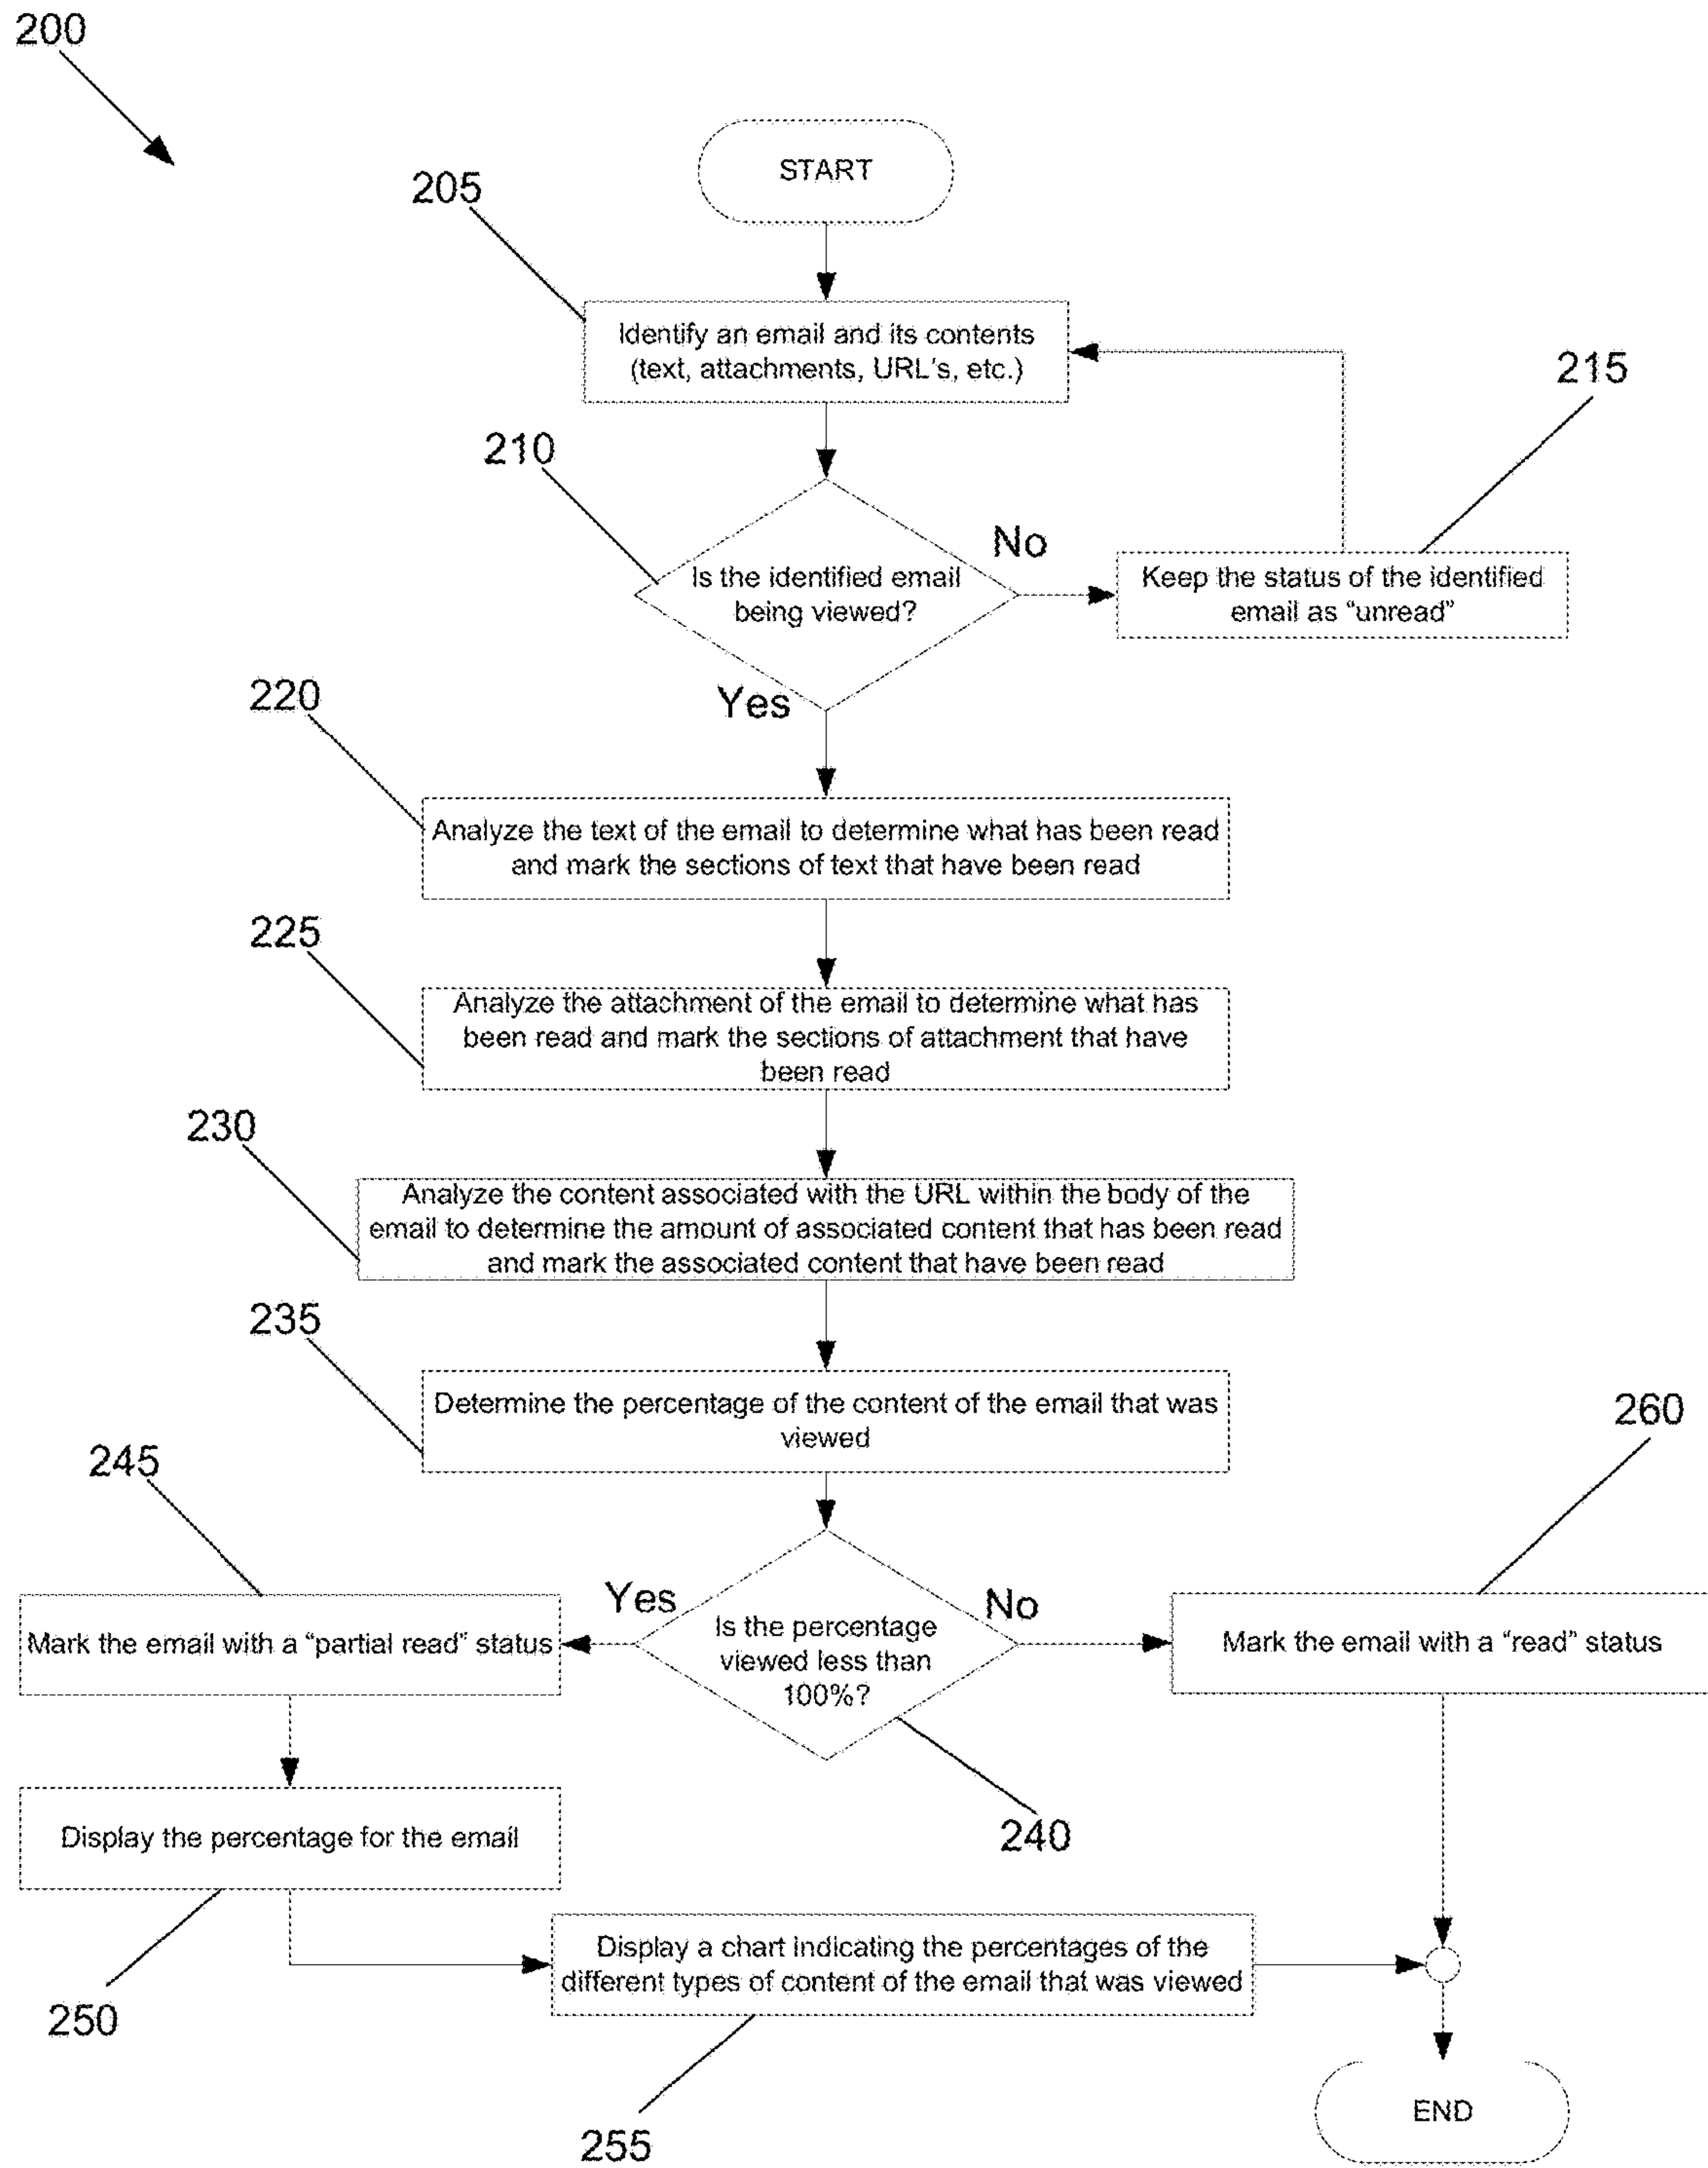 200
START
205
Identify an email and its contents
(text, attachments, URL's, etc.)
215
210
No
Is the identified email
being viewed?
Keep the status of the identified
email as "unread"
Yes
220
Analyze the text of the email to determine what has been read
and mark the sections of text that have been read
225
Analyze the attachment of the email to determine what has
been read and mark the sections of attachment that have
been read
230
Analyze the content associated with the URL within the body of the
email to determine the amount of associated content that has been read
and mark the associated content that have been read
235
Determine the percentage of the content of the email that was
viewed
260
245
Yes
No
Mark the email with a "partial read" status
Is the percentage
viewed less than
100%?
Mark the email with a "read" status
240
Display the percentage for the email
250
Display a chart indicating the percentages of the
different types of content of the email that was viewed
255
END